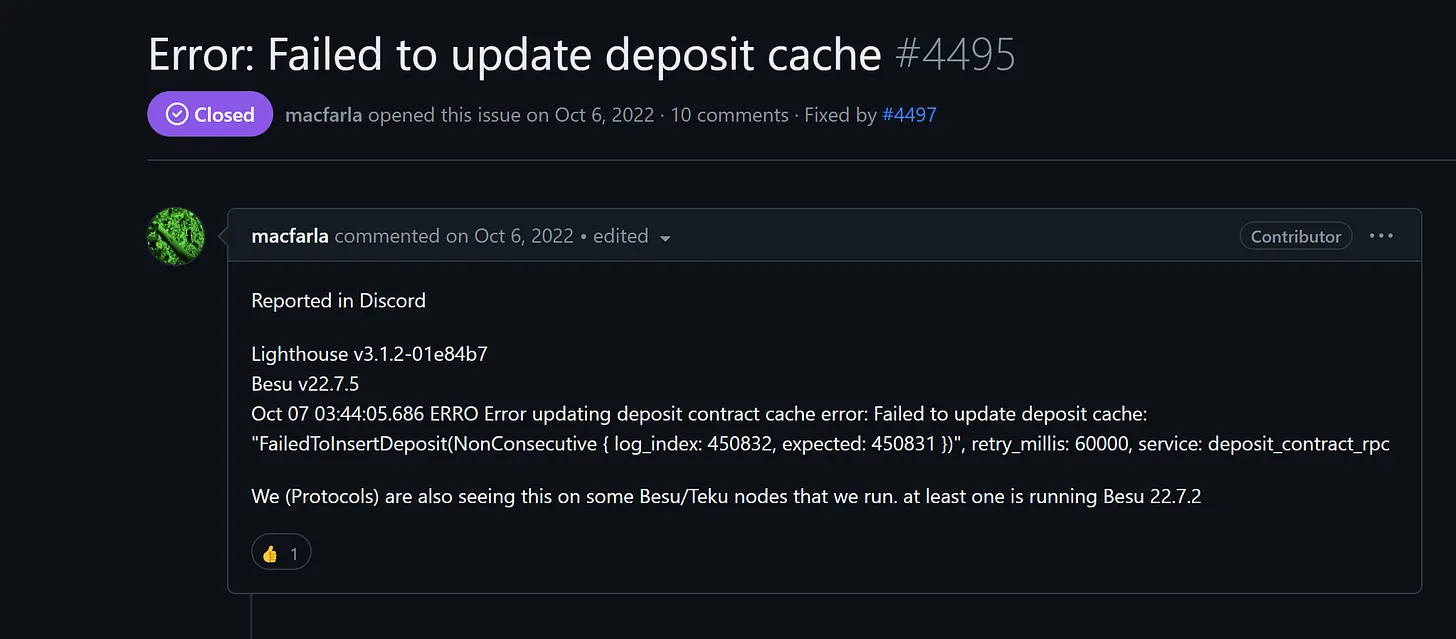 Error: Failed to update deposit cache #4495
Closed macfarla opened this issue on Oct 6, 2022 · 10 comments · Fixed by #4497
macfarla commented on Oct 6, 2022 • edited Contributor
Reported in Discord
Lighthouse v3.1.2-01e84b7
Besu v22.7.5
Oct 07 03:44:05.686 ERRO Error updating deposit contract cache error: Failed to update deposit cache:
"FailedToInsertDeposit(NonConsecutive { log_index: 450832, expected: 450831 })", retry_millis: 60000, service: deposit_contract_rpc
We (Protocols) are also seeing this on some Besu/Teku nodes that we run. at least one is running Besu 22.7.2
👍 1